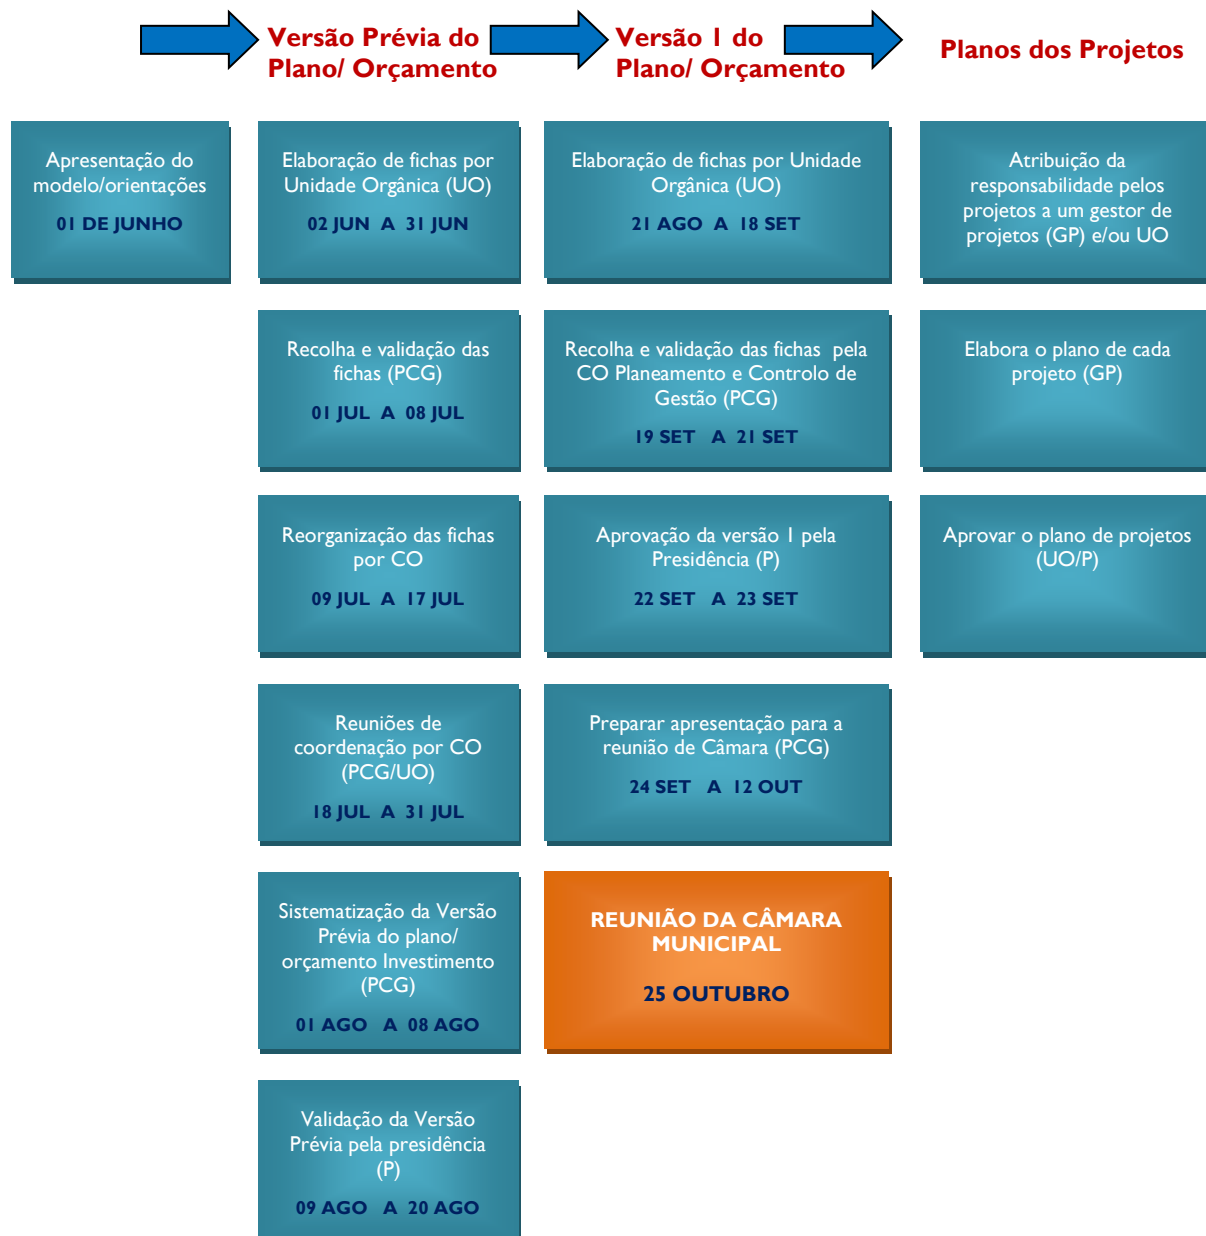 Versão Prévia do
Plano/ Orçamento
Versão 1 do
Plano/ Orçamento
Planos dos Projetos
Apresentação do
modelo/orientações
01 DE JUNHO
Elaboração de fichas por
Unidade Orgânica (UO)
02 JUN A 31 JUN
Recolha e validação das
fichas (PCG)
01 JUL A 08 JUL
Reorganização das fichas
por CO
09 JUL A 17 JUL
Reuniões de
coordenação por CO
(PCG/UO)
18 JUL A 31 JUL
Sistematização da Versão
Prévia do plano/
orçamento Investimento
(PCG)
01 AGO A 08 AGO
Validação da Versão
Prévia pela presidência
(P)
09 AGO A 20 AGO
Elaboração de fichas por Unidade
Orgânica (UO)
21 AGO A 18 SET
Recolha e validação das fichas pela
CO Planeamento e Controlo de
Gestão (PCG)
19 SET A 21 SET
Aprovação da versão 1 pela
Presidência (P)
22 SET A 23 SET
Preparar apresentação para a
reunião de Câmara (PCG)
24 SET A 12 OUT
REUNIÃO DA CÂMARA
MUNICIPAL
25 OUTUBRO
Atribuição da
responsabilidade pelos
projetos a um gestor de
projetos (GP) e/ou UO
Elabora o plano de cada
projeto (GP)
Aprovar o plano de projetos
(UO/P)